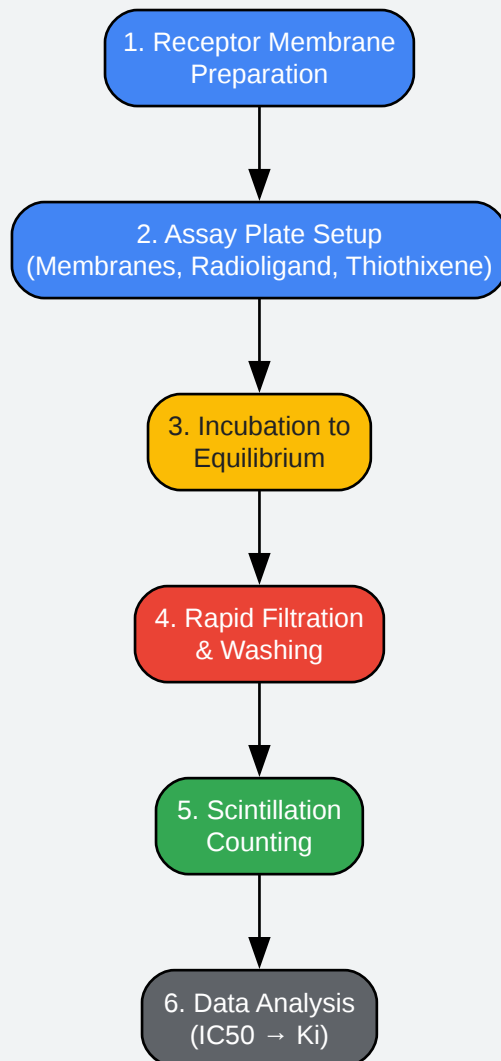 1. Receptor Membrane
Preparation
2. Assay Plate Setup
(Membranes, Radioligand, Thiothixene)
3. Incubation to
Equilibrium
4. Rapid Filtration
& Washing
5. Scintillation
Counting
6. Data Analysis
(IC50 → Ki)